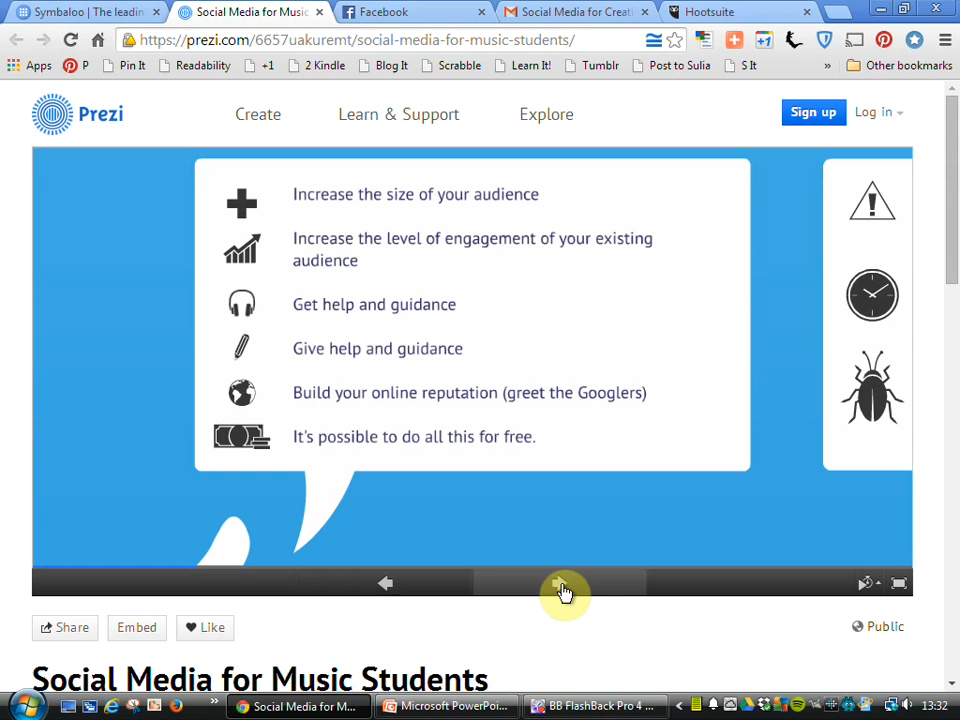 Symbaloo | The leadin
Social Media for Music
Facebook
Social Media for Creati
Hootsuite
https://prezi.com/6657uakuremt/social-media-for-music-students/
Apps
P
Pin It
Readability
+1
2 Kindle
Blog It
Scrabble
Learn It!
Tumblr
Post to Sulia
S It
»
Other bookmarks
Prezi
Create
Learn & Support
Explore
Sign up
Log in
Increase the size of your audience
Increase the level of engagement of your existing
audience
Get help and guidance
Give help and guidance
Build your online reputation (greet the Googlers)
It's possible to do all this for free.
Share
Embed
Like
Public
Social Media for Music Students
Social Media for M...
Microsoft PowerPoi...
BB FlashBack Pro 4 ...
13:32